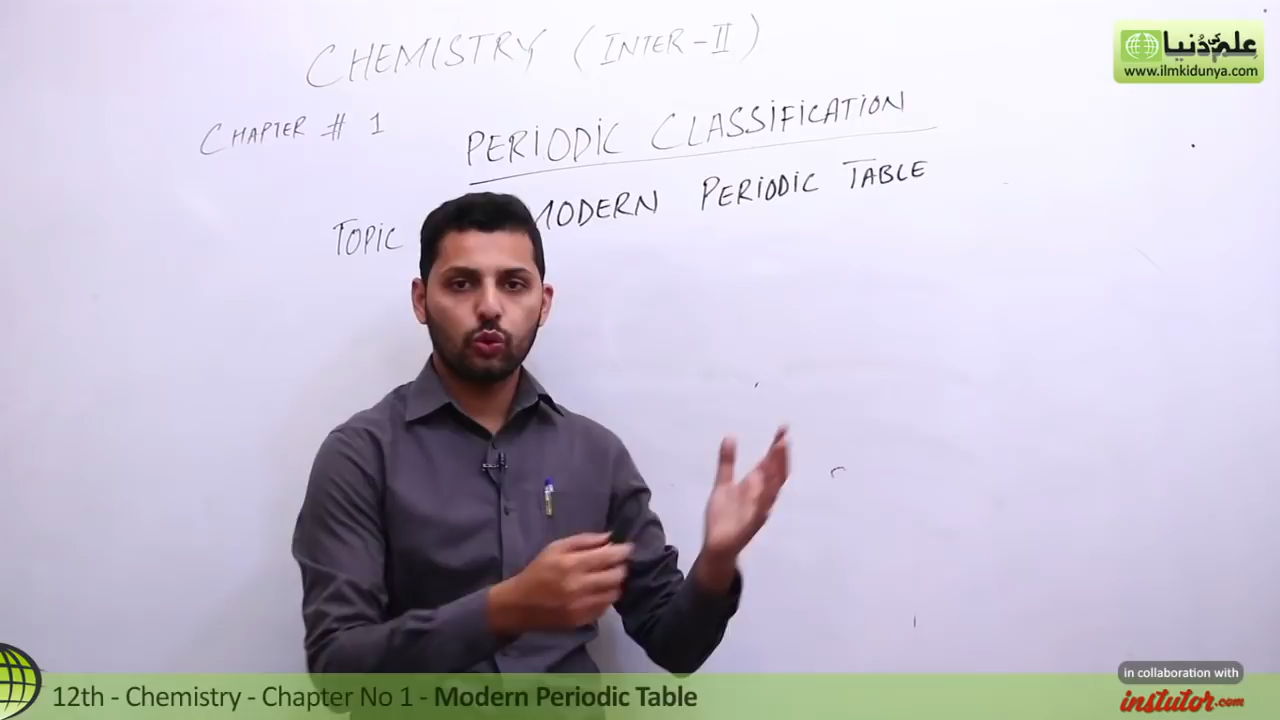 CHEMISTRY (INTER-II)
CHAPTER # 1
PERIODIC CLASSIFICATION
TOPIC
MODERN PERIODIC TABLE
علم کی دنیا
www.ilmkidunya.com
12th - Chemistry - Chapter No 1 - Modern Periodic Table
in collaboration with
instutor.com